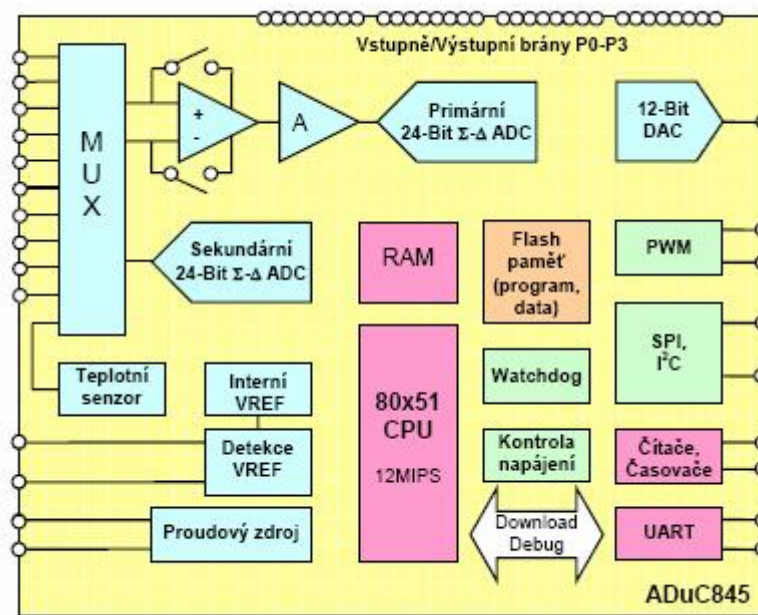 Vstupně/Výstupní brány P0-P3
MUX
+
-
A
Primární
24-Bit Σ-Δ ADC
12-Bit
DAC
Sekundární
24-Bit Σ-Δ ADC
RAM
Flash
paměť
(program,
data)
PWM
SPI,
I²C
Teplotní
senzor
Interní
VREF
80x51
CPU
12MIPS
Watchdog
Detekce
VREF
Kontrola
napájení
Čítače,
Časovače
Proudový zdroj
Download
Debug
UART
ADuC845